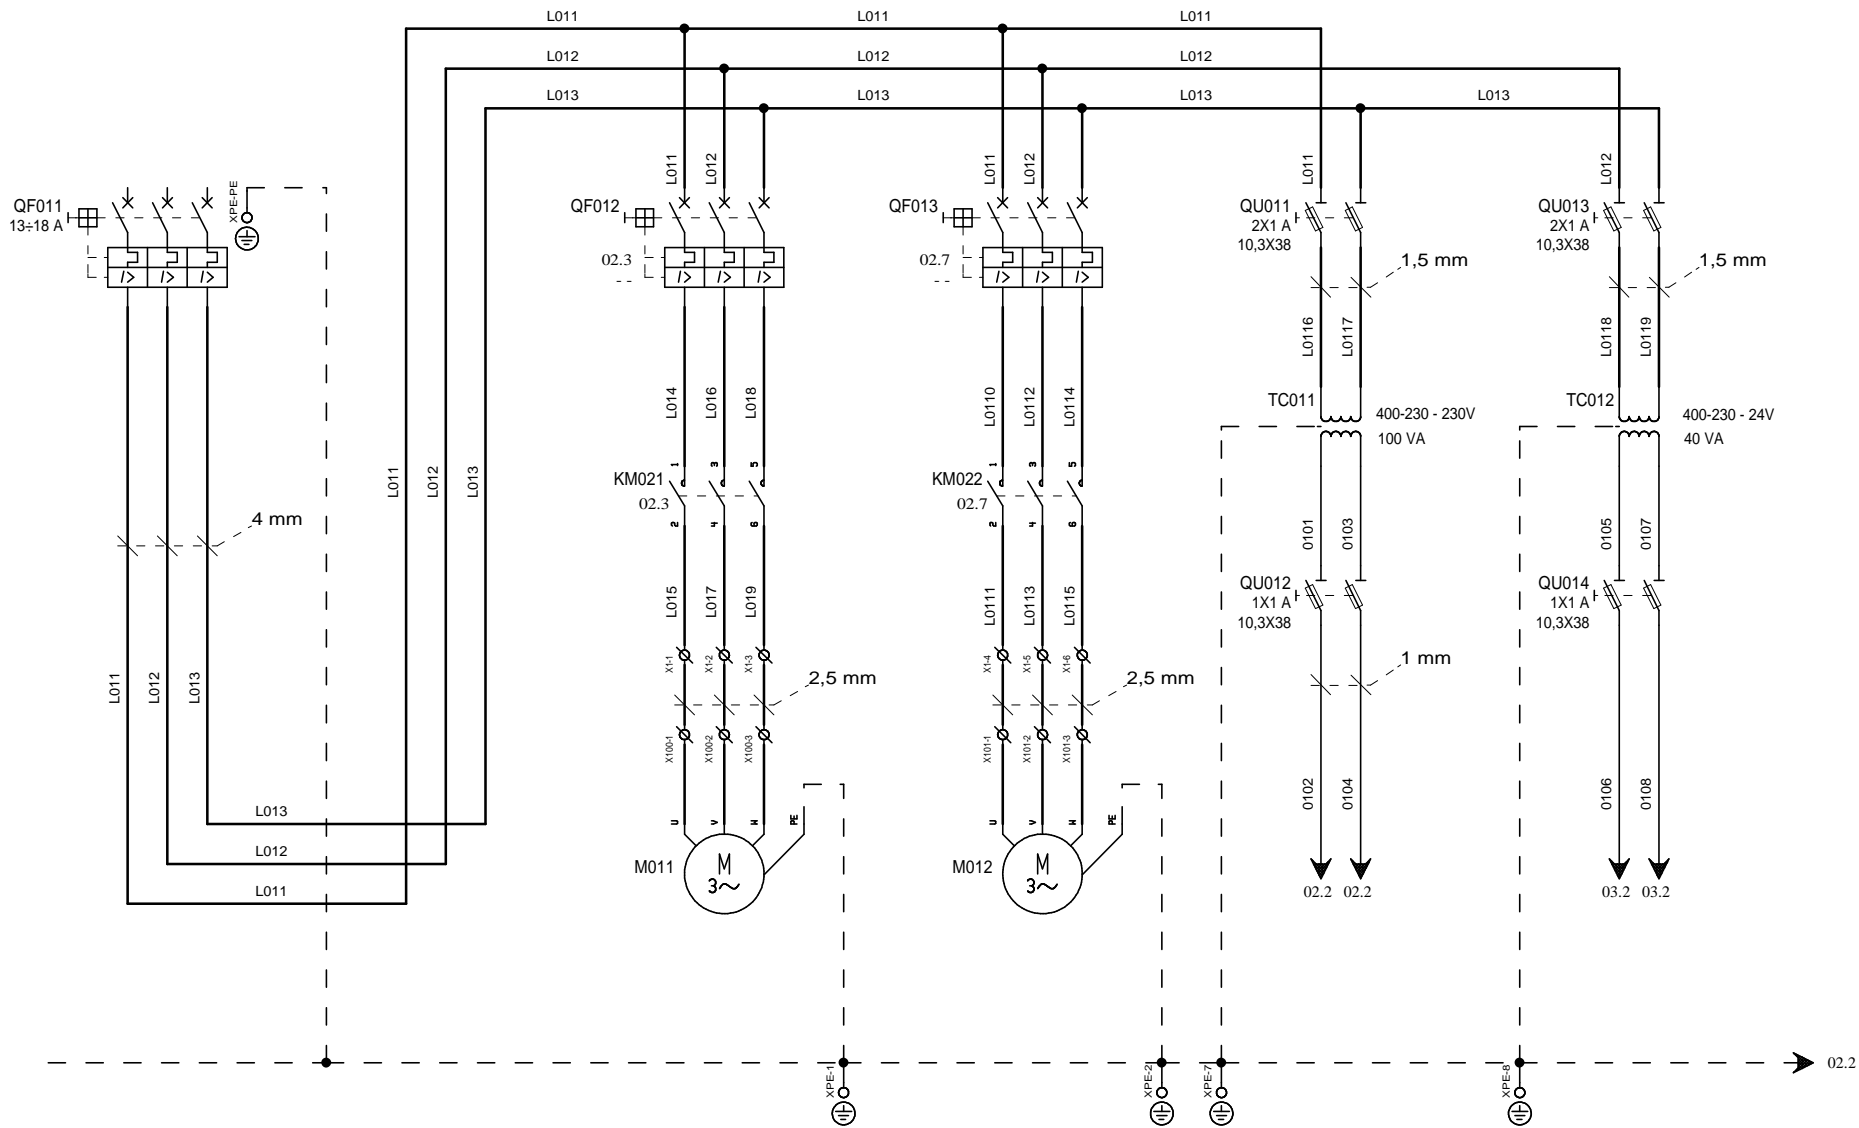 L011 L011 L011
L012 L012 L012
L013 L013 L013 L013
QF011
13÷18 A
XPE-PE
QF012
02.3
- -
L011
L012
QF013
02.7
- -
L011
L012
L011
QU011
2X1 A
10,3X38
1,5 mm
L012
QU013
2X1 A
10,3X38
1,5 mm
L0116
L0117
L0118
L0119
TC011
400-230 - 230V
100 VA
TC012
400-230 - 24V
40 VA
L014
L016
L018
L0110
L0112
L0114
L011
L012
L013
4 mm
KM021
02.3
1 3 5
2 4 6
KM022
02.7
1 3 5
2 4 6
0101
0103
0105
0107
QU012
1X1 A
10,3X38
QU014
1X1 A
10,3X38
L015
L017
L019
L0111
L0113
L0115
X1-1
X1-2
X1-3
X1-4
X1-5
X1-6
1 mm
2,5 mm
2,5 mm
L011
L012
L013
X100-1
X100-2
X100-3
X101-1
X101-2
X101-3
0102
0104
0106
0108
L013
L012
L011
U V W PE
M011
M
3~
U V W PE
M012
M
3~
02.2 02.2
03.2 03.2
02.2
XPE-1
XPE-2
XPE-7
XPE-8
I> I> I>
I> I> I>
I> I> I>